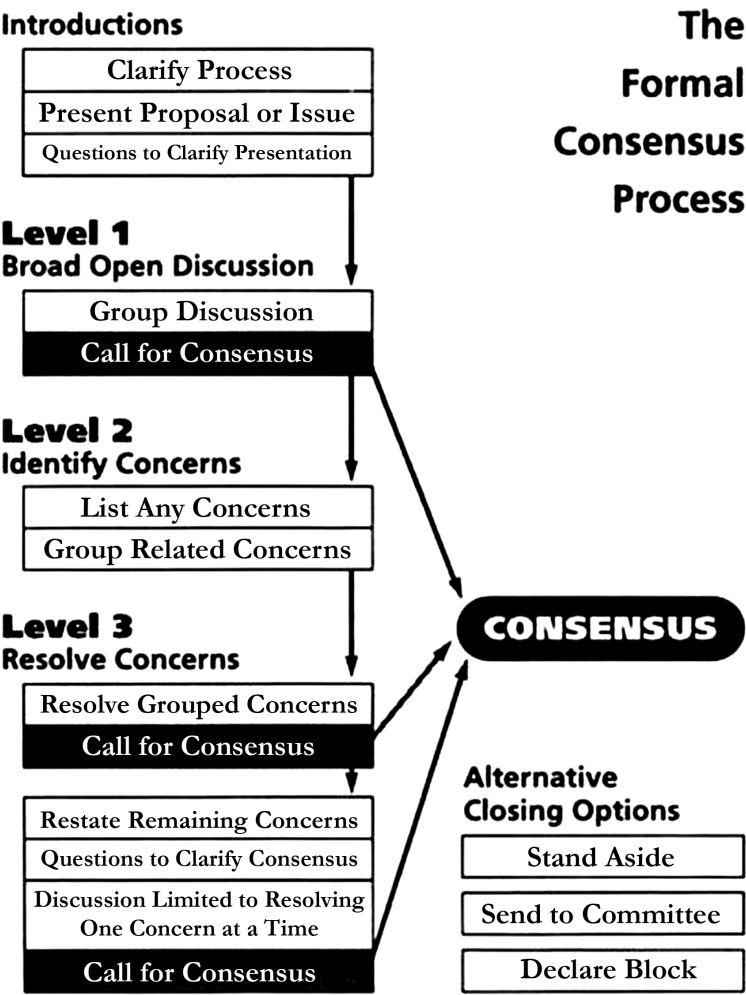 The
Formal
Consensus
Process
Introductions
Clarify Process
Present Proposal or Issue
Questions to Clarify Presentation
Level 1
Broad Open Discussion
Group Discussion
Call for Consensus
Level 2
Identify Concerns
List Any Concerns
Group Related Concerns
Level 3
Resolve Concerns
Resolve Grouped Concerns
Call for Consensus
Restate Remaining Concerns
Questions to Clarify Consensus
Discussion Limited to Resolving
One Concern at a Time
Call for Consensus
CONSENSUS
Alternative
Closing Options
Stand Aside
Send to Committee
Declare Block